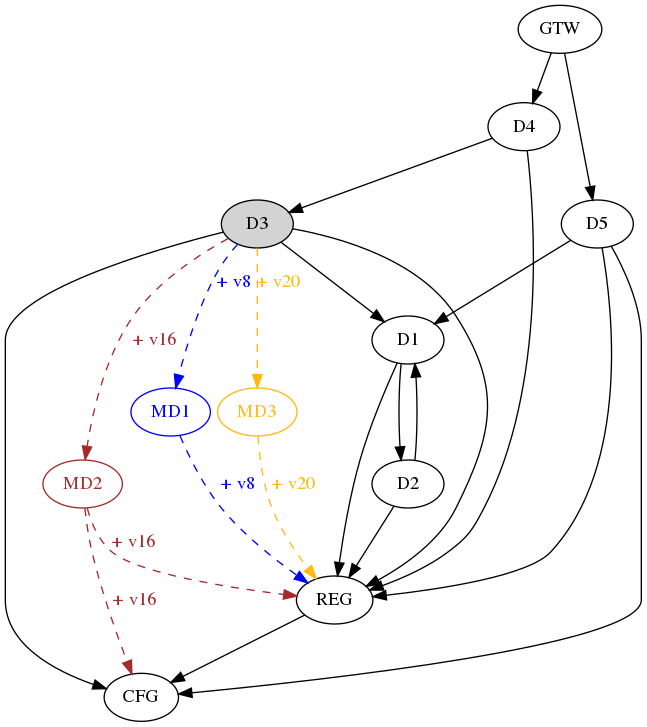 GTW
D4
D3
D5
+ v8
+ v20
+ v16
D1
MD1
MD3
MD2
+ v8
+ v20
D2
+ v16
+ v16
REG
CFG